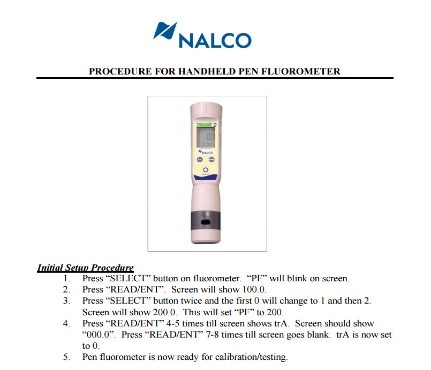 NALCO
PROCEDURE FOR HANDHELD PEN FLUOROMETER
NALCO
Initial Setup Procedure
1. Press “SELECT” button on fluorometer. “PF” will blink on screen.
2. Press “READ/ENT”. Screen will show 100.0.
3. Press “SELECT” button twice and the first 0 will change to 1 and then 2.
Screen will show 200.0. This will set “PF” to 200
4. Press “READ/ENT” 4-5 times till screen shows trA. Screen should show
“000.0”. Press “READ/ENT” 7-8 times till screen goes blank. trA is now set
to 0.
5. Pen fluorometer is now ready for calibration/testing.